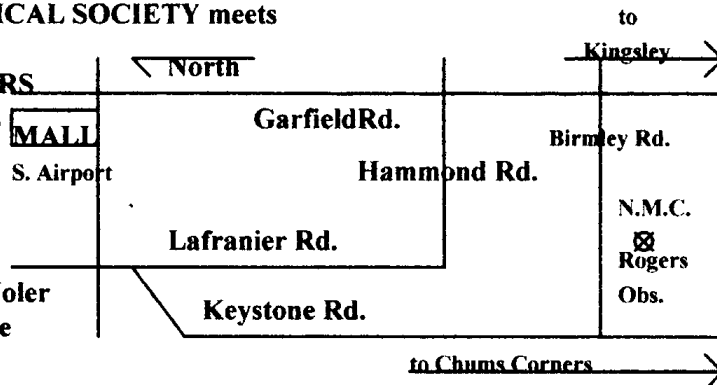 ICAL SOCIETY meets
to
Kingsley
North
RS
GarfieldRd.
MALL
Birmley Rd.
S. Airport
Hammond Rd.
N.M.C.
Lafranier Rd.
Rogers
Obs.
oler
Keystone Rd.
e
to Chums Corners